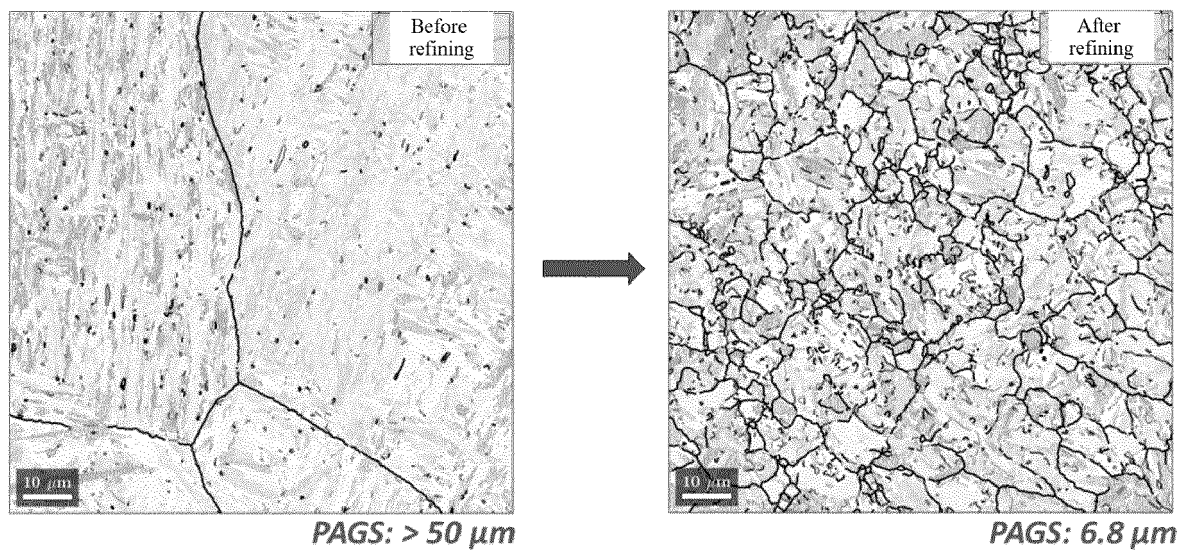 Before
refining
10 μm
PAGS: > 50 μm
After
refining
10 μm
PAGS: 6.8 μm